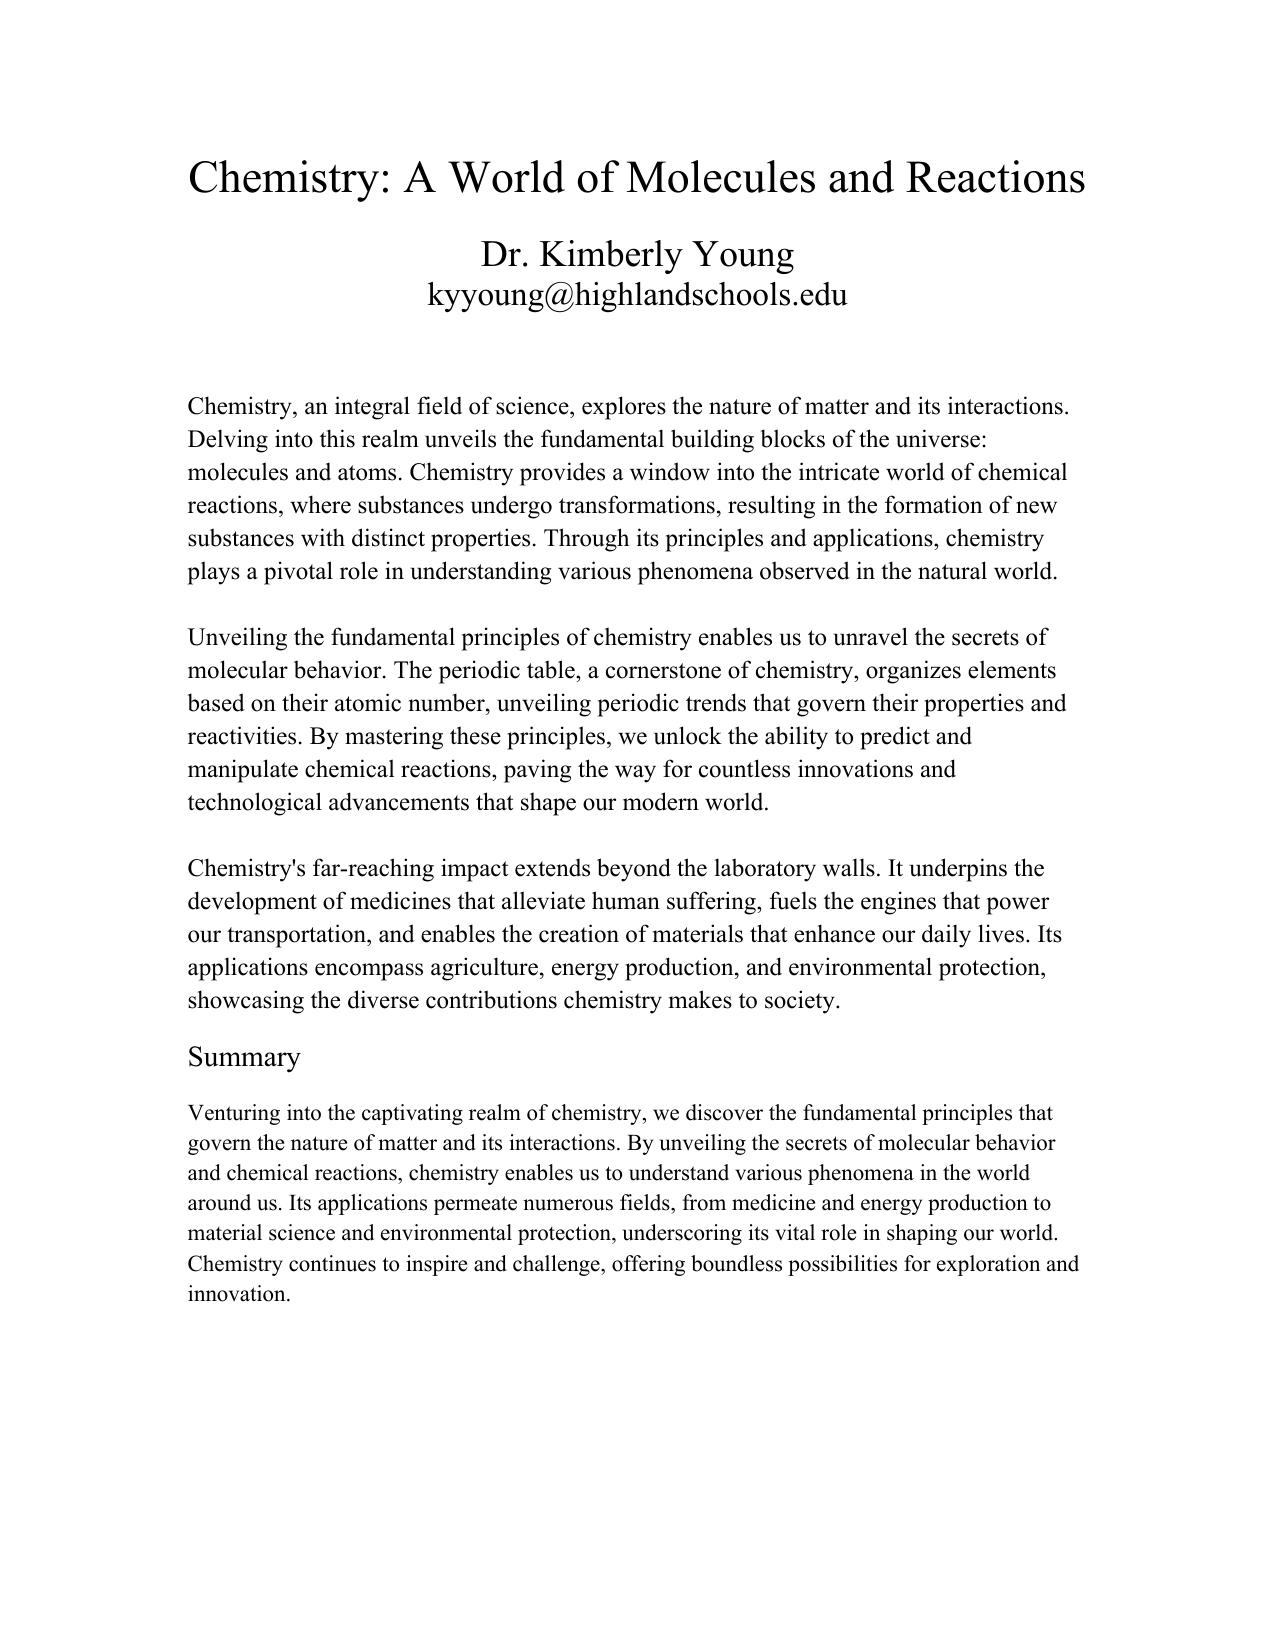 Chemistry: A World of Molecules and Reactions
Dr. Kimberly Young
kyyoung@highlandschools.edu
Chemistry, an integral field of science, explores the nature of matter and its interactions.
Delving into this realm unveils the fundamental building blocks of the universe:
molecules and atoms. Chemistry provides a window into the intricate world of chemical
reactions, where substances undergo transformations, resulting in the formation of new
substances with distinct properties. Through its principles and applications, chemistry
plays a pivotal role in understanding various phenomena observed in the natural world.
Unveiling the fundamental principles of chemistry enables us to unravel the secrets of
molecular behavior. The periodic table, a cornerstone of chemistry, organizes elements
based on their atomic number, unveiling periodic trends that govern their properties and
reactivities. By mastering these principles, we unlock the ability to predict and
manipulate chemical reactions, paving the way for countless innovations and
technological advancements that shape our modern world.
Chemistry's far-reaching impact extends beyond the laboratory walls. It underpins the
development of medicines that alleviate human suffering, fuels the engines that power
our transportation, and enables the creation of materials that enhance our daily lives. Its
applications encompass agriculture, energy production, and environmental protection,
showcasing the diverse contributions chemistry makes to society.
Summary
Venturing into the captivating realm of chemistry, we discover the fundamental principles that
govern the nature of matter and its interactions. By unveiling the secrets of molecular behavior
and chemical reactions, chemistry enables us to understand various phenomena in the world
around us. Its applications permeate numerous fields, from medicine and energy production to
material science and environmental protection, underscoring its vital role in shaping our world.
Chemistry continues to inspire and challenge, offering boundless possibilities for exploration and
innovation.